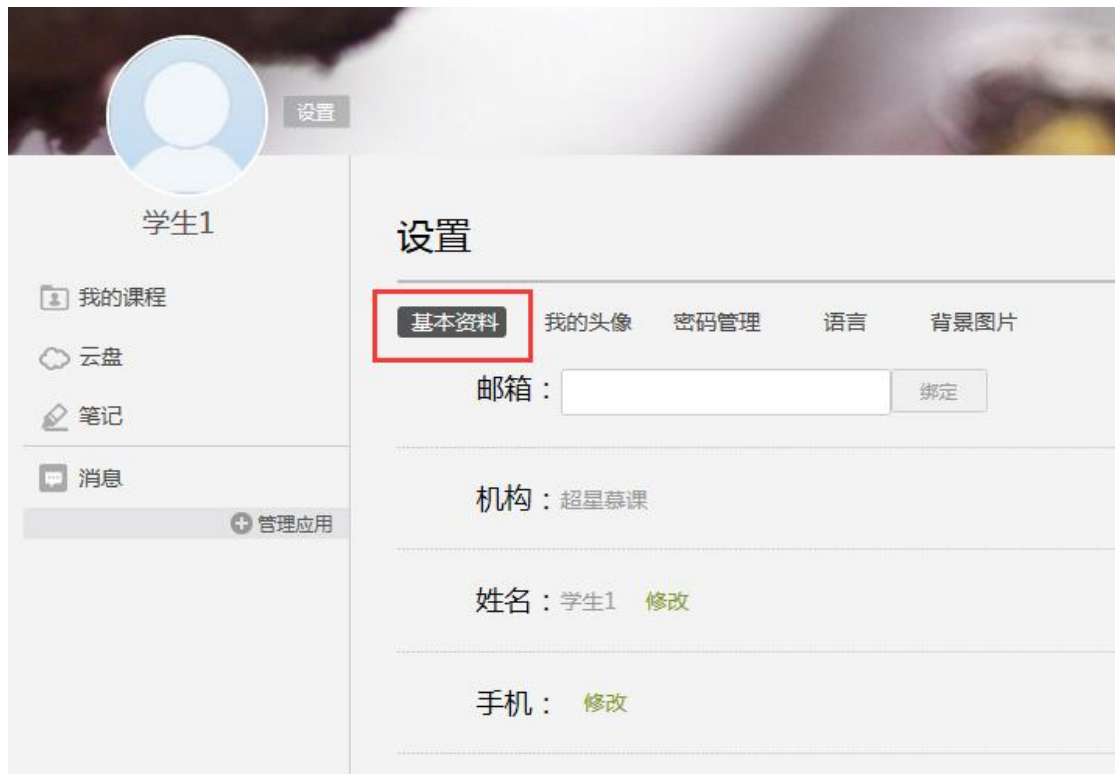 设置
学生1
我的课程
云盘
笔记
消息
管理应用
设置
基本资料 我的头像 密码管理 语言 背景图片
邮箱： 绑定
机构：超星慕课
姓名：学生1 修改
手机： 修改